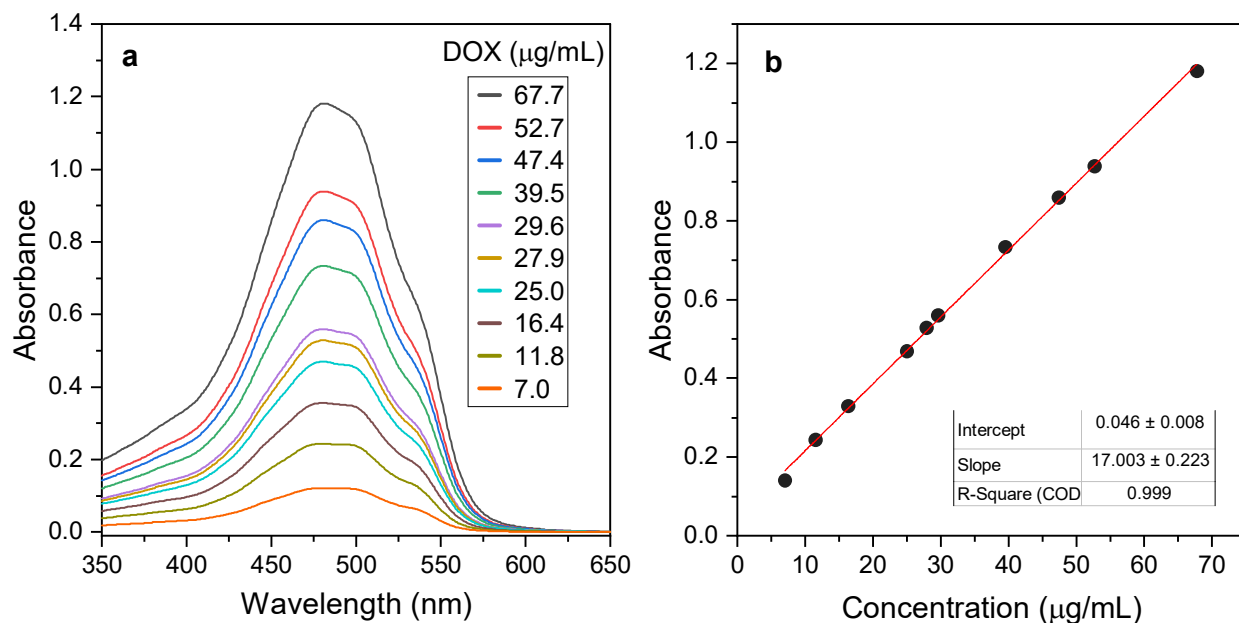 a
DOX (μg/mL)
67.7
52.7
47.4
39.5
29.6
27.9
25.0
16.4
11.8
7.0
1.4
1.2
1.0
0.8
0.6
0.4
0.2
0.0
Absorbance
350 400 450 500 550 600 650
Wavelength (nm)
b
1.2
1.0
0.8
0.6
0.4
0.2
0.0
Absorbance
Intercept 0.046 ± 0.008
Slope 17.003 ± 0.223
R-Square (COD 0.999
0 10 20 30 40 50 60 70
Concentration (μg/mL)